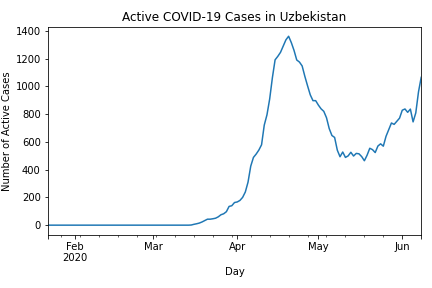 Active COVID-19 Cases in Uzbekistan
Number of Active Cases
1400
1200
1000
800
600
400
200
0
Feb Mar Apr May Jun
2020
Day